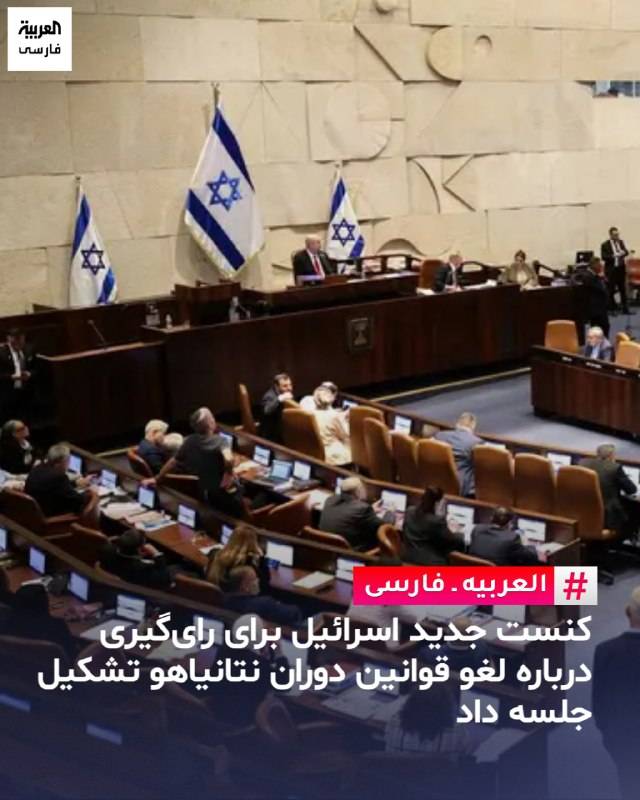 العربية
فارسی
# العربیه ـ فارسی
کنست جدید اسرائیل برای رای‌گیری
درباره لغو قوانین دوران نتانیاهو تشکیل
جلسه داد